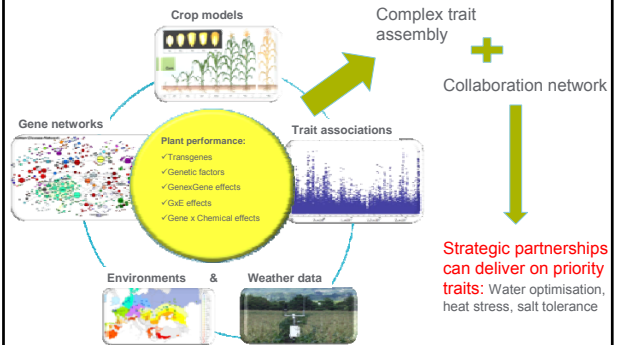 Crop models
Complex trait
assembly
Collaboration network
Gene networks
Trait associations
Plant performance:
✓Transgenes
✓Genetic factors
✓GenexGene effects
✓GxE effects
✓Gene x Chemical effects
Environments & Weather data
Strategic partnerships
can deliver on priority
traits: Water optimisation,
heat stress, salt tolerance